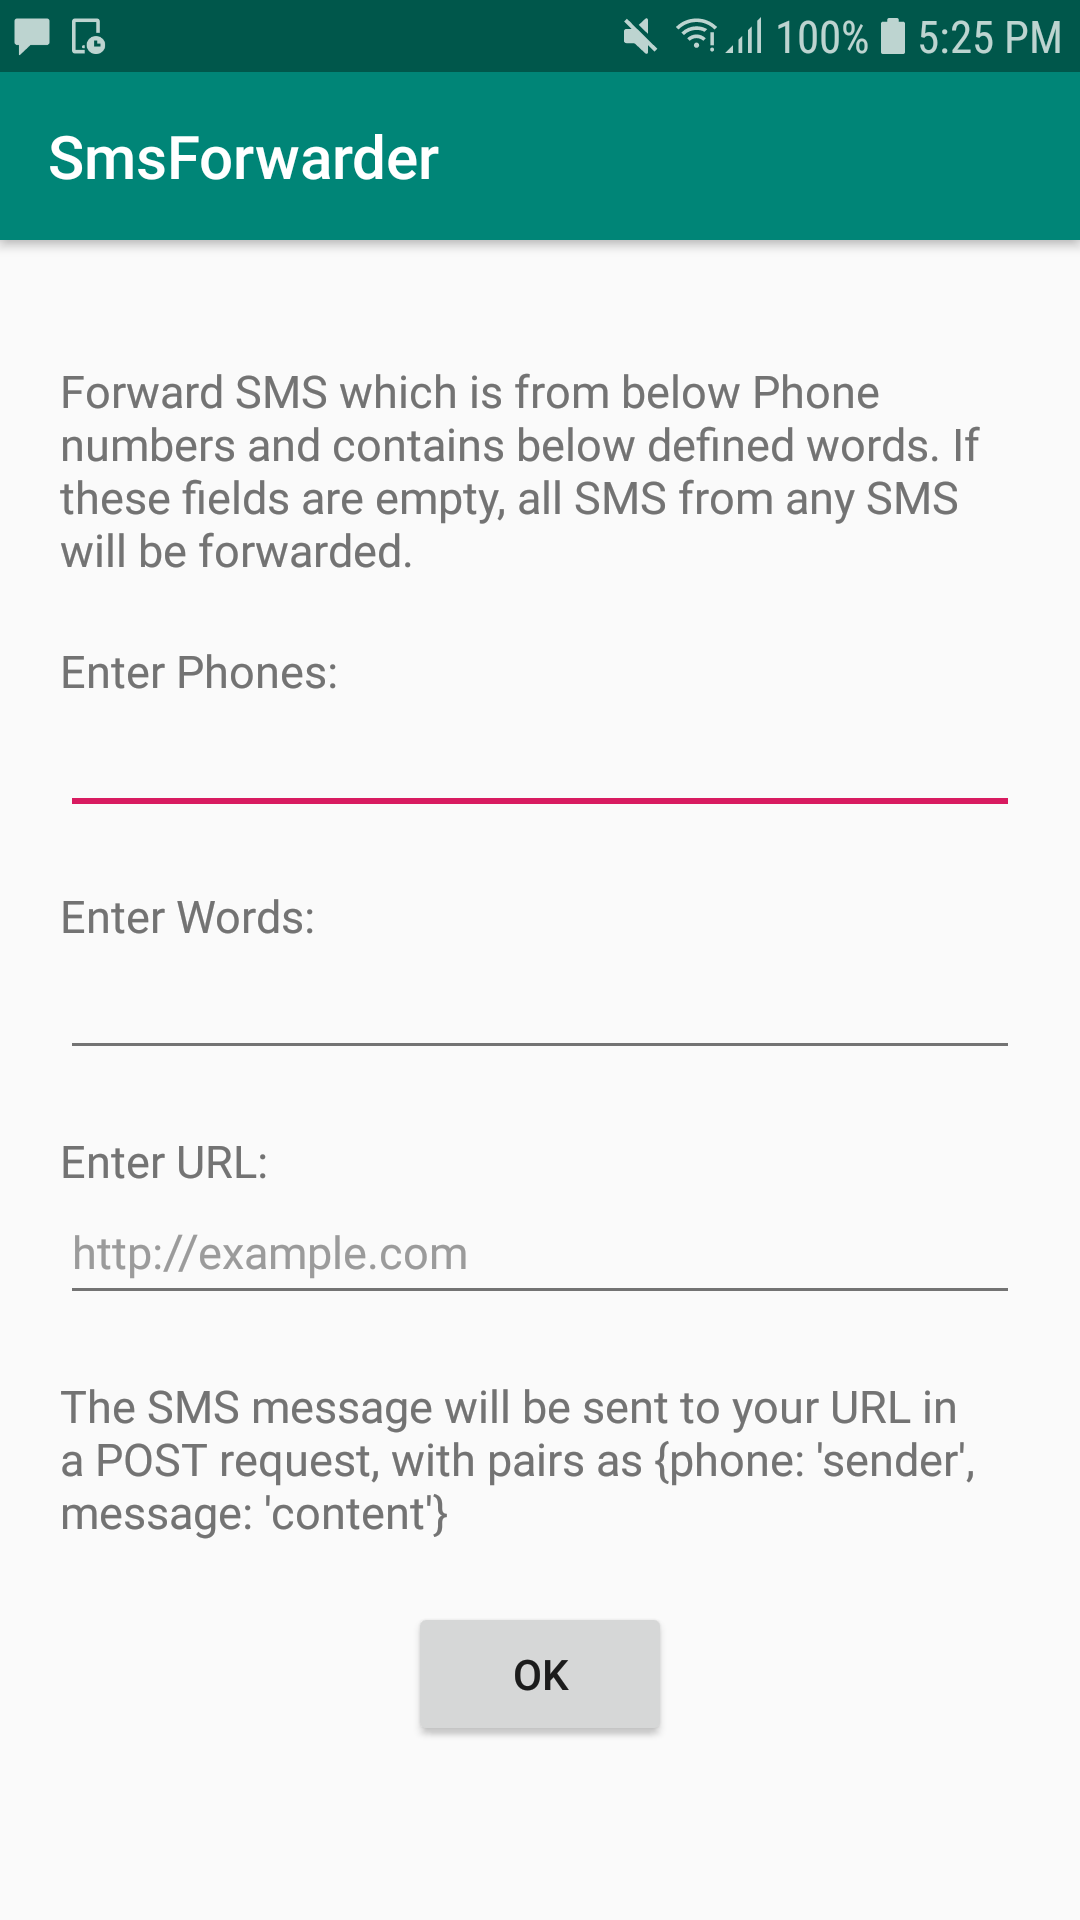 100% 5:25 PM
SmsForwarder
Forward SMS which is from below Phone
numbers and contains below defined words. If
these fields are empty, all SMS from any SMS
will be forwarded.
Enter Phones:
Enter Words:
Enter URL:
http://example.com
The SMS message will be sent to your URL in
a POST request, with pairs as {phone: 'sender',
message: 'content'}
OK